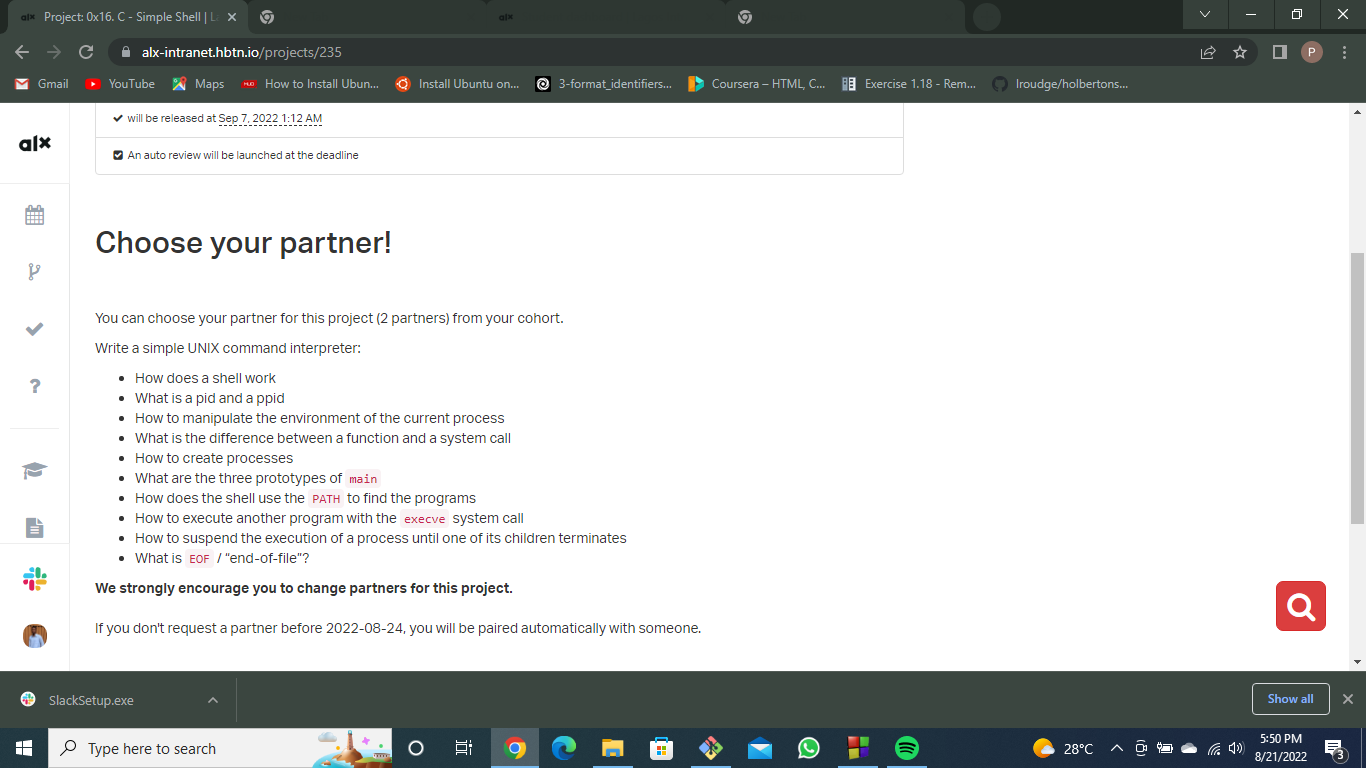 alx Project: 0x16. C - Simple Shell | L
alx
alx-intranet.hbtn.io/projects/235
P
Gmail
YouTube
Maps
How to Install Ubun...
Install Ubuntu on...
3-format_identifiers...
Coursera – HTML, C...
Exercise 1.18 - Rem...
lroudge/holbertons...
alx
will be released at Sep 7, 2022 1:12 AM
An auto review will be launched at the deadline
Choose your partner!
You can choose your partner for this project (2 partners) from your cohort.
Write a simple UNIX command interpreter:
How does a shell work
What is a pid and a ppid
How to manipulate the environment of the current process
What is the difference between a function and a system call
How to create processes
What are the three prototypes of main
How does the shell use the PATH to find the programs
How to execute another program with the execve system call
How to suspend the execution of a process until one of its children terminates
What is EOF / “end-of-file”?
We strongly encourage you to change partners for this project.
If you don't request a partner before 2022-08-24, you will be paired automatically with someone.
SlackSetup.exe
Show all
Type here to search
28°C
5:50 PM
8/21/2022
3